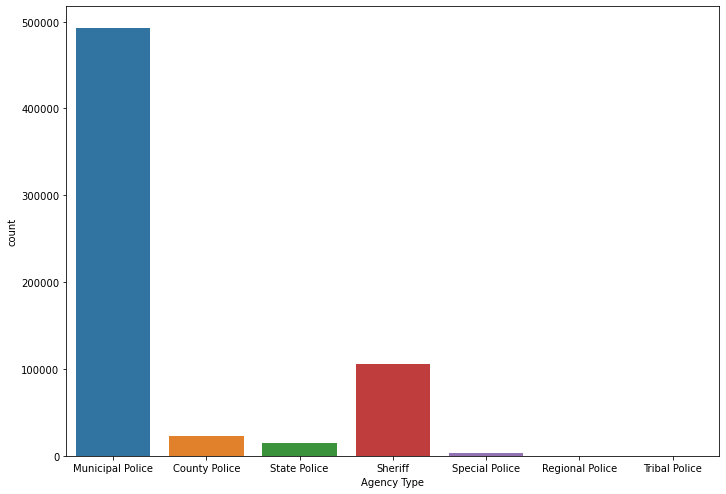 500000
400000
300000
200000
100000
0
count
Municipal Police County Police State Police Sheriff Special Police Regional Police Tribal Police
Agency Type